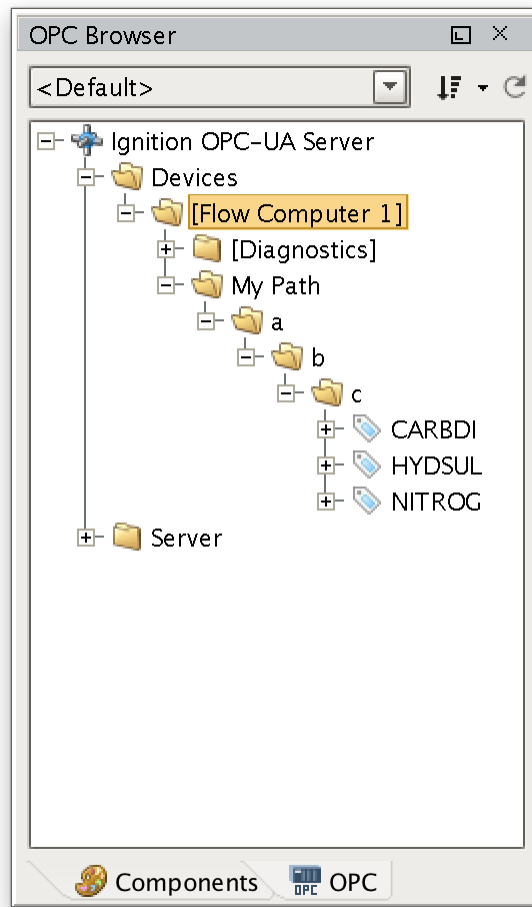 OPC Browser
<Default>
Ignition OPC-UA Server
Devices
[Flow Computer 1]
[Diagnostics]
My Path
a
b
c
CARBDI
HYDSUL
NITROG
Server
Components OPC OPC